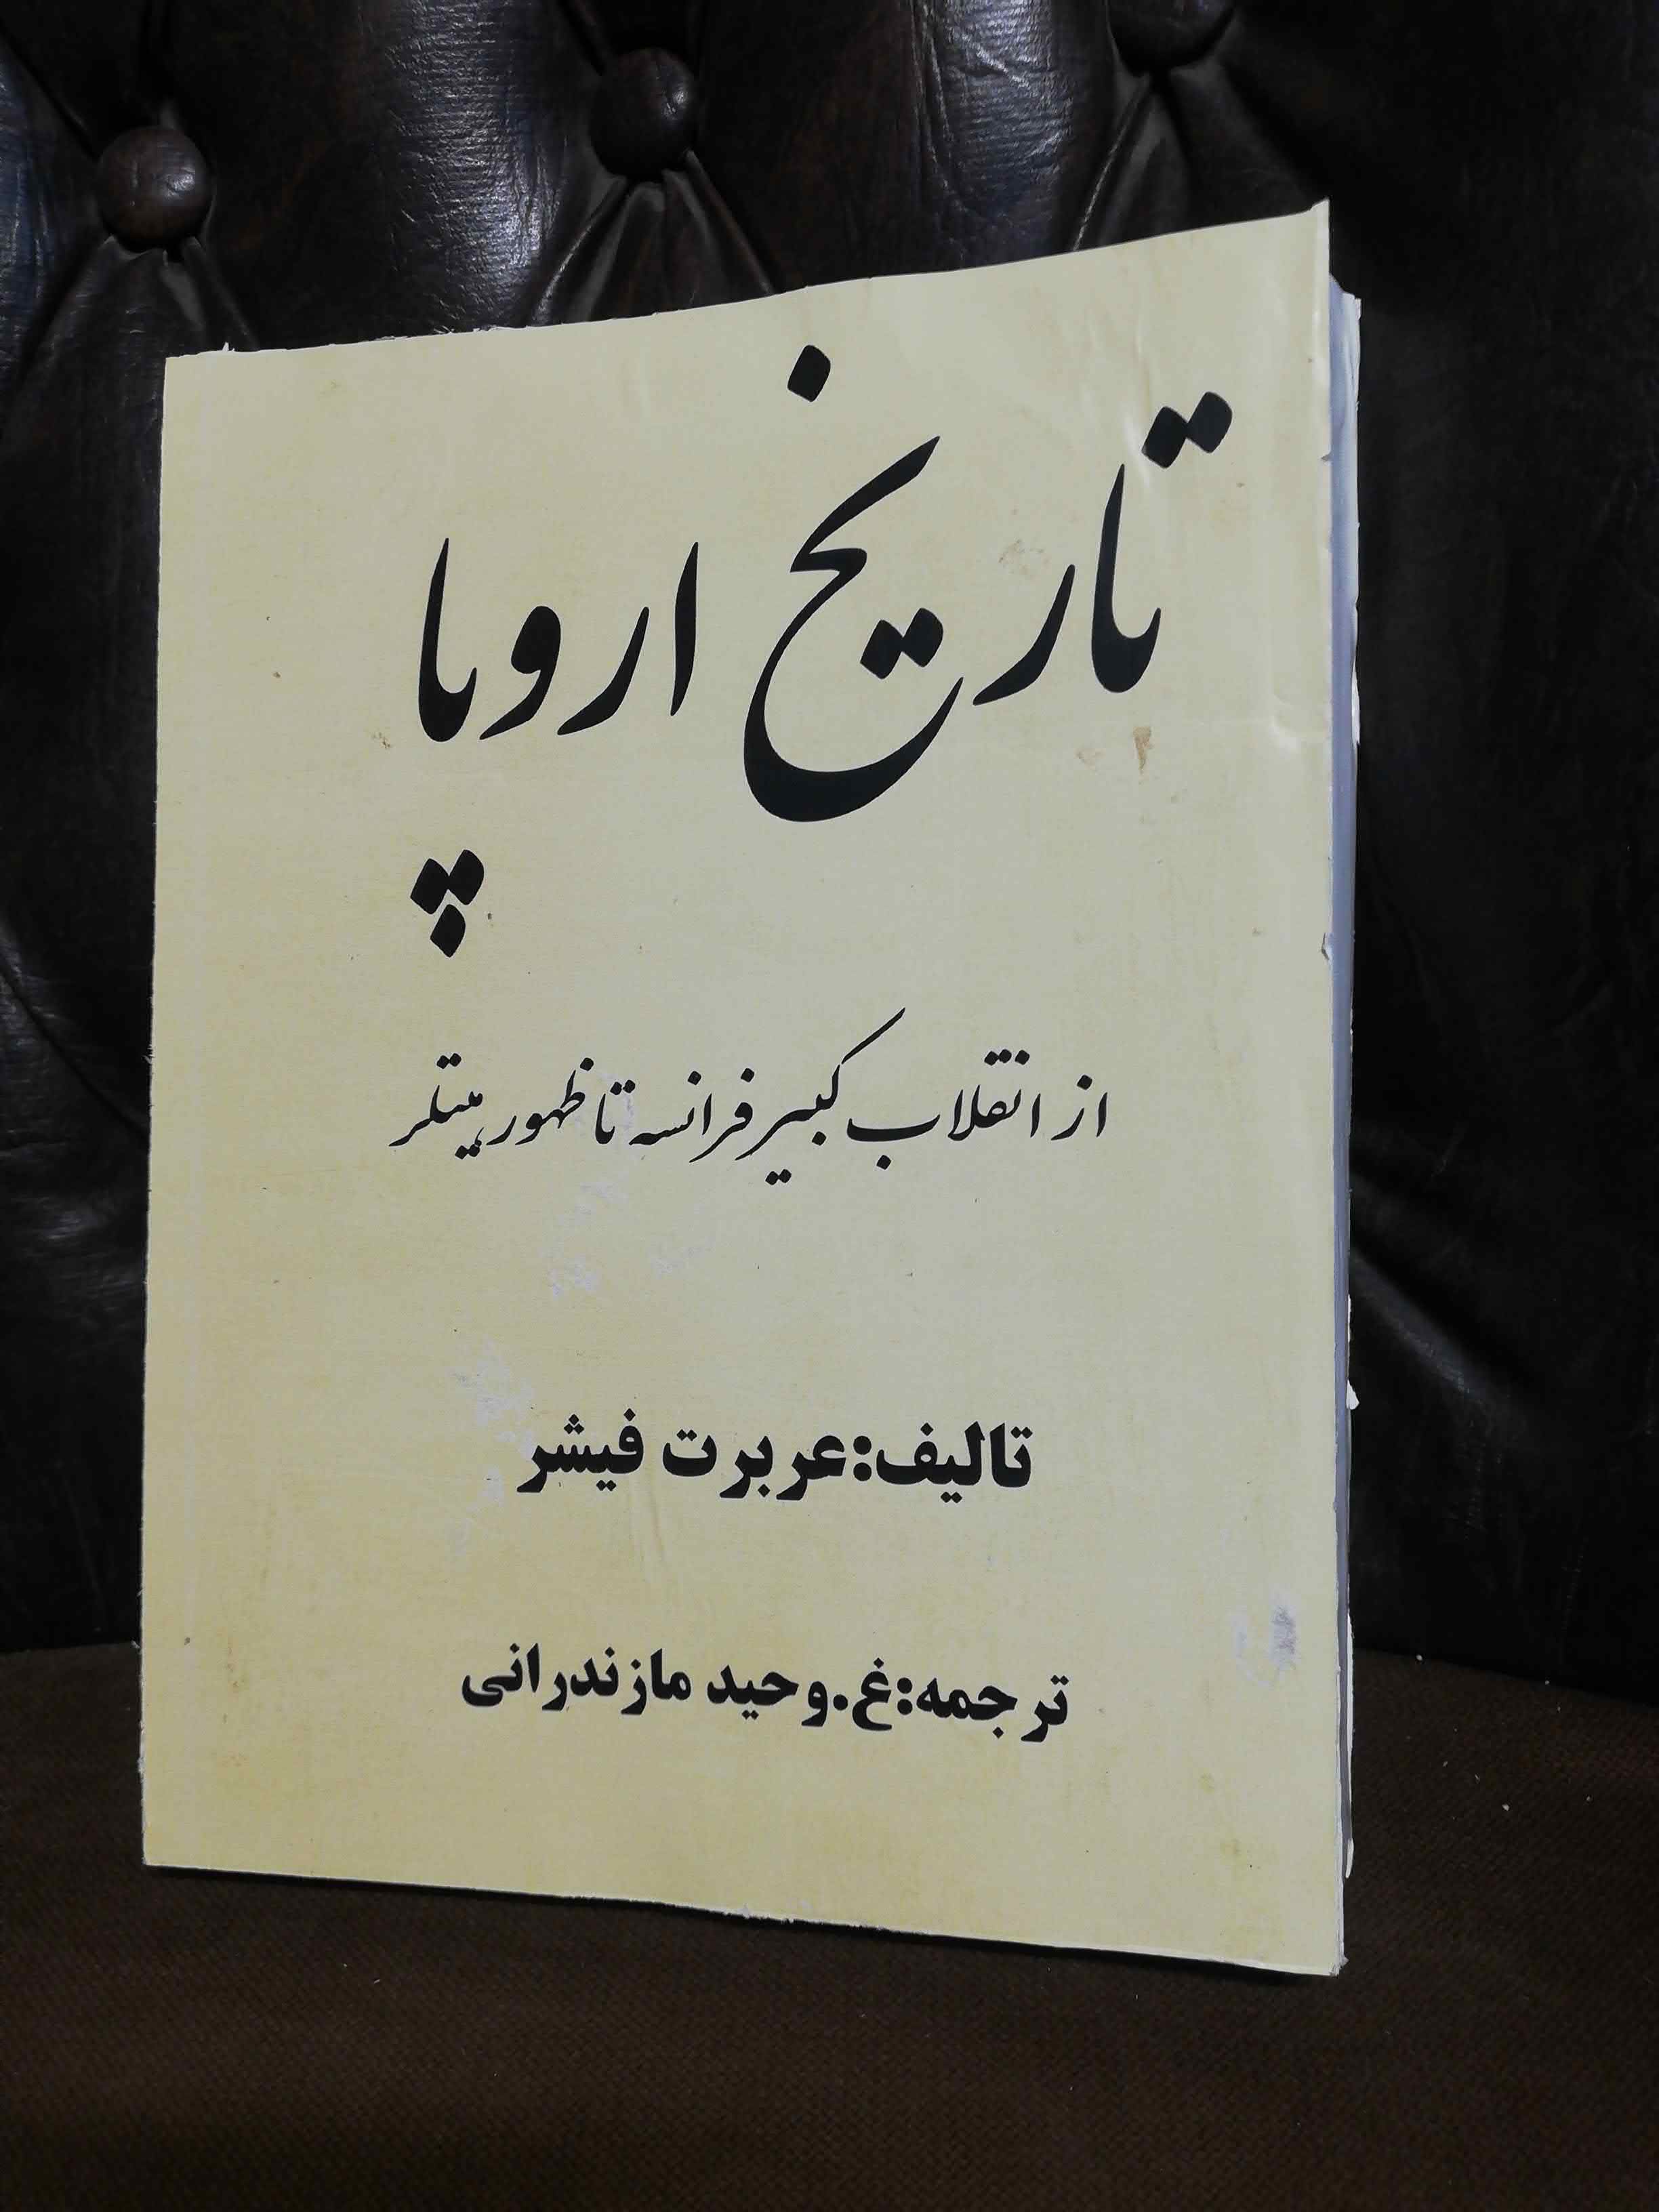 تاریخ اروپا
از انقلاب کبیر فرانسه تا ظهور هیتلر
تالیف:عربرت فیشر
ترجمه:غ.وحید مازندرانی